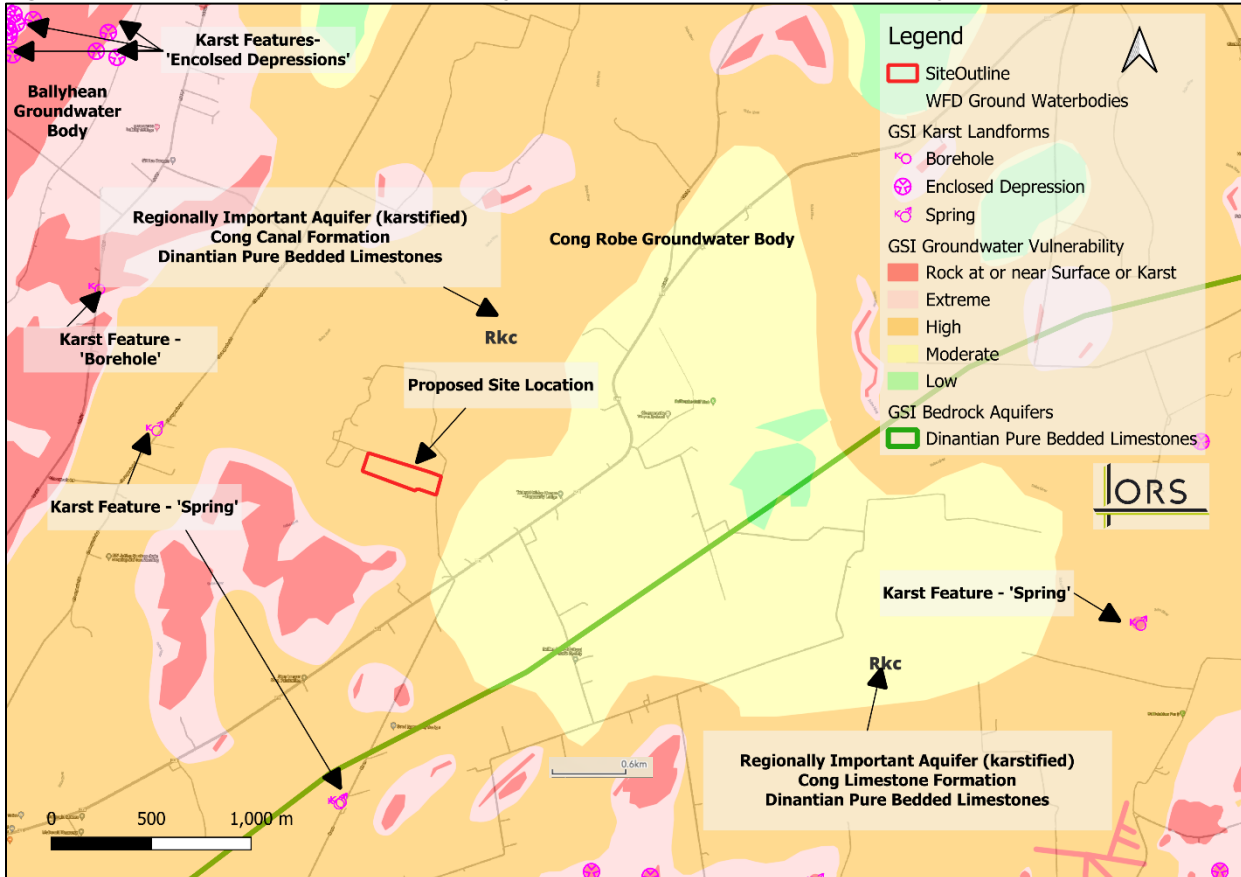 Karst Features-
'Encolsed Depressions'
Ballyhean
Groundwater
Body
Regionally Important Aquifer (karstified)
Cong Canal Formation
Dinantian Pure Bedded Limestones
Cong Robe Groundwater Body
Rkc
Karst Feature -
'Borehole'
Proposed Site Location
Karst Feature - 'Spring'
Karst Feature - 'Spring'
Rkc
Regionally Important Aquifer (karstified)
Cong Limestone Formation
Dinantian Pure Bedded Limestones
0.6km
0 500 1,000 m
Legend
SiteOutline
WFD Ground Waterbodies
GSI Karst Landforms
Borehole
Enclosed Depression
Spring
GSI Groundwater Vulnerability
Rock at or near Surface or Karst
Extreme
High
Moderate
Low
GSI Bedrock Aquifers
Dinantian Pure Bedded Limestones
ORS